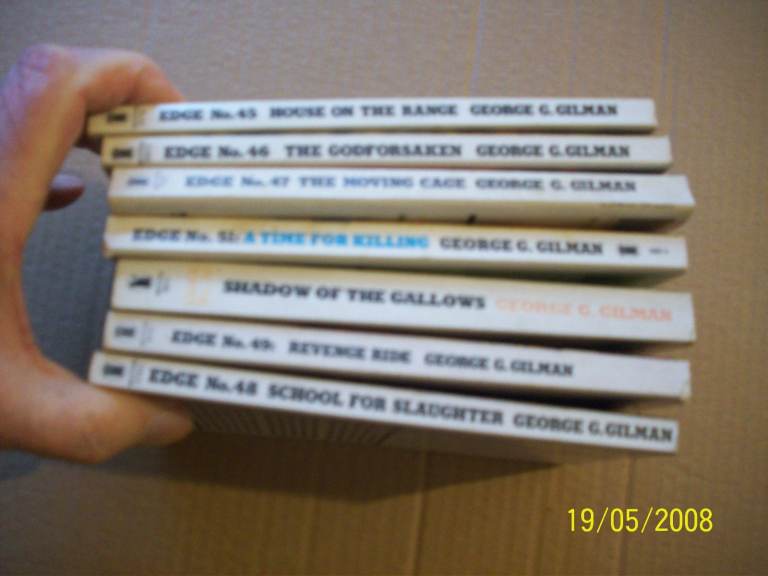 EDGE No. 45 HOUSE ON THE RANGE GEORGE G. GILMAN
EDGE No. 46 THE GODFORSAKEN GEORGE G. GILMAN
EDGE No. 47 THE MOVING CAGE GEORGE G. GILMAN
EDGE No. 51: A TIME FOR KILLING GEORGE G. GILMAN
SHADOW OF THE GALLOWS GEORGE G. GILMAN
EDGE No. 49: REVENGE RIDE GEORGE G. GILMAN
EDGE No. 48 SCHOOL FOR SLAUGHTER GEORGE G. GILMAN
19/05/2008